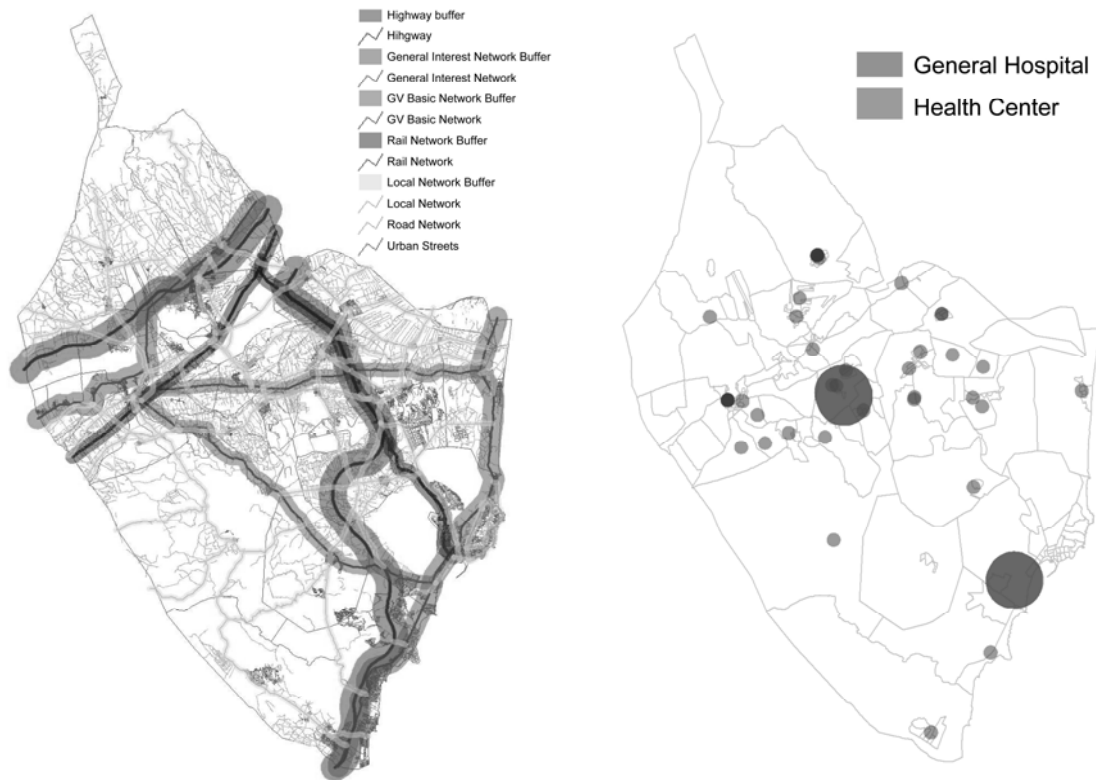 Highway buffer
Hihgway
General Interest Network Buffer
General Interest Network
GV Basic Network Buffer
GV Basic Network
Rail Network Buffer
Rail Network
Local Network Buffer
Local Network
Road Network
Urban Streets
General Hospital
Health Center